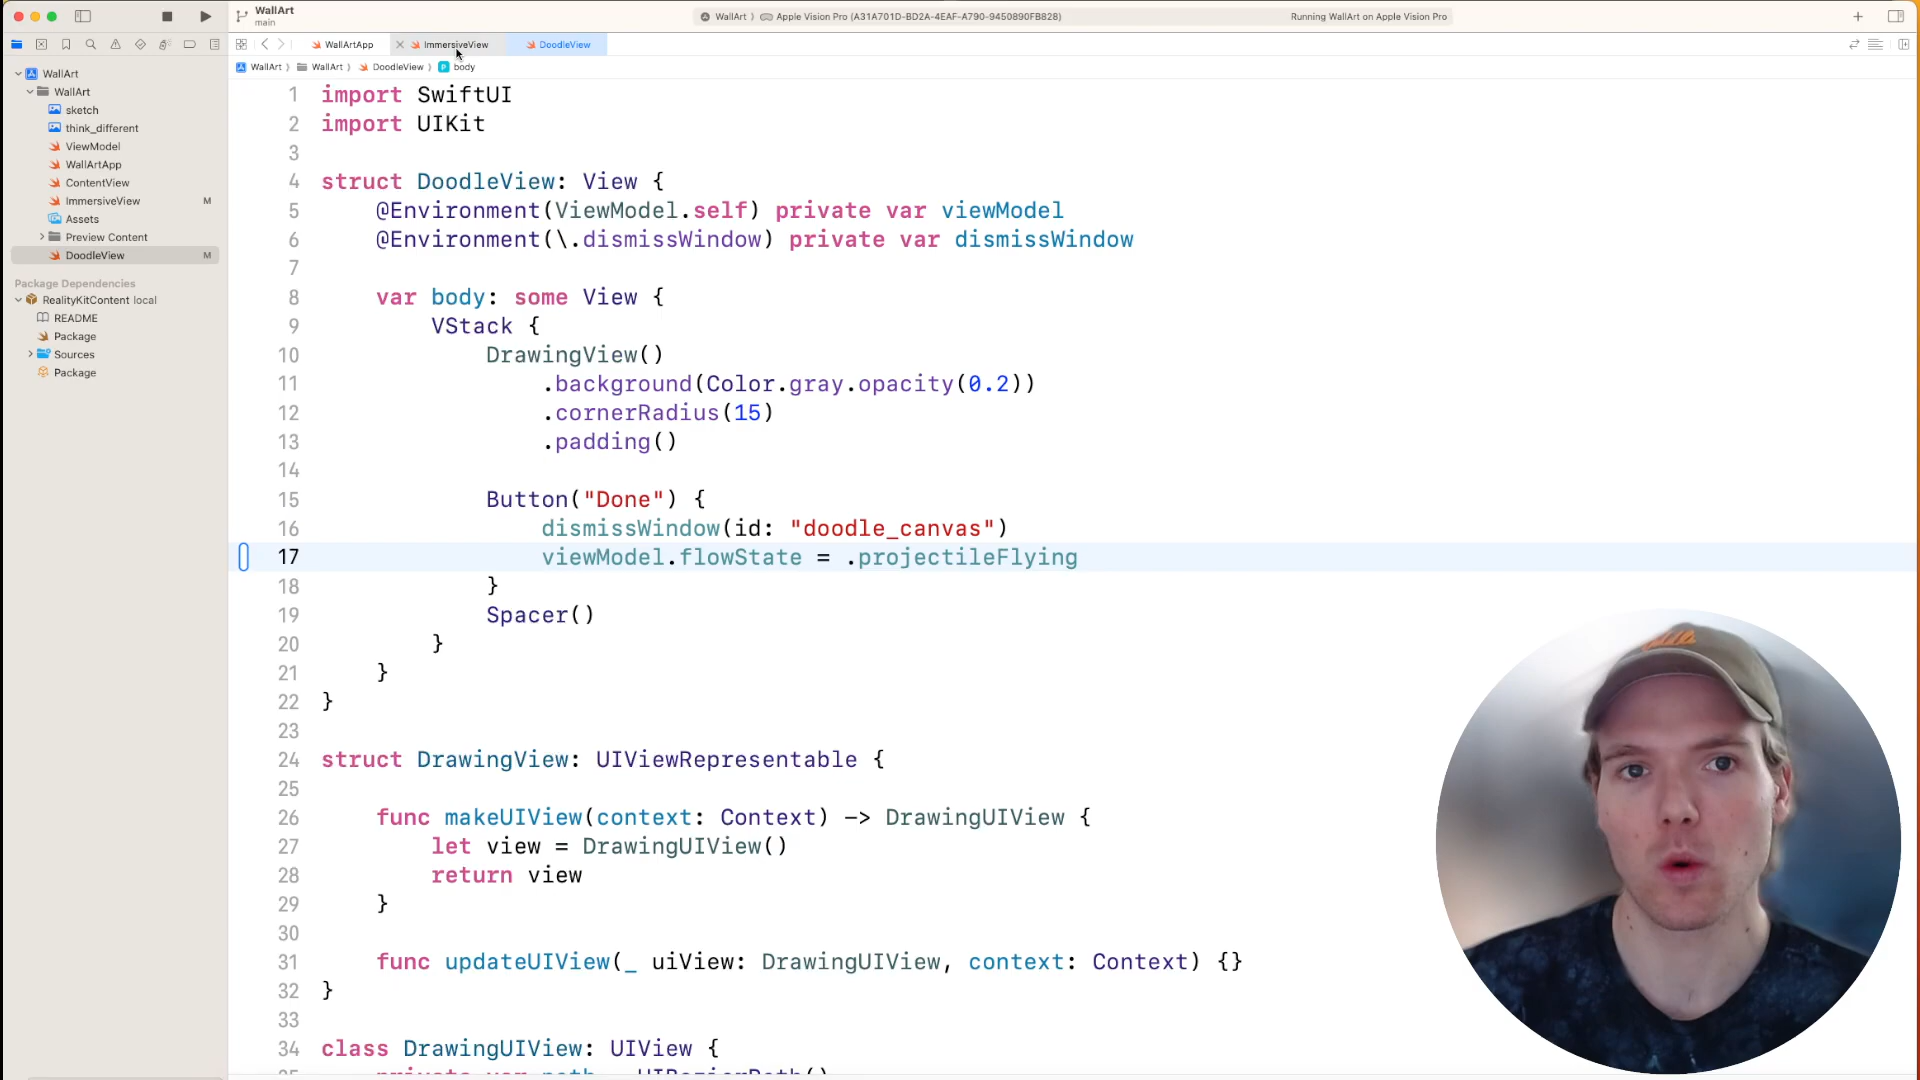 WallArt
main
WallArt 〉 Apple Vision Pro (A31A701D-BD2A-4EAF-A790-9450890FB828)
Running WallArt on Apple Vision Pro
WallArtApp
ImmersiveView
DoodleView
WallArt 〉 WallArt 〉 DoodleView 〉 P body
WallArt
WallArt
sketch
think_different
ViewModel
WallArtApp
ContentView
ImmersiveView M
Assets
Preview Content
DoodleView M
Package Dependencies
RealityKitContent local
README
Package
Sources
Package
1 import SwiftUI
2 import UIKit
3
4 struct DoodleView: View {
5 @Environment(ViewModel.self) private var viewModel
6 @Environment(\.dismissWindow) private var dismissWindow
7
8 var body: some View {
9 VStack {
10 DrawingView()
11 .background(Color.gray.opacity(0.2))
12 .cornerRadius(15)
13 .padding()
14
15 Button("Done") {
16 dismissWindow(id: "doodle_canvas")
17 viewModel.flowState = .projectileFlying
18 }
19 Spacer()
20 }
21 }
22 }
23
24 struct DrawingView: UIViewRepresentable {
25
26 func makeUIView(context: Context) -> DrawingUIView {
27 let view = DrawingUIView()
28 return view
29 }
30
31 func updateUIView(_ uiView: DrawingUIView, context: Context) {}
32 }
33
34 class DrawingUIView: UIView {